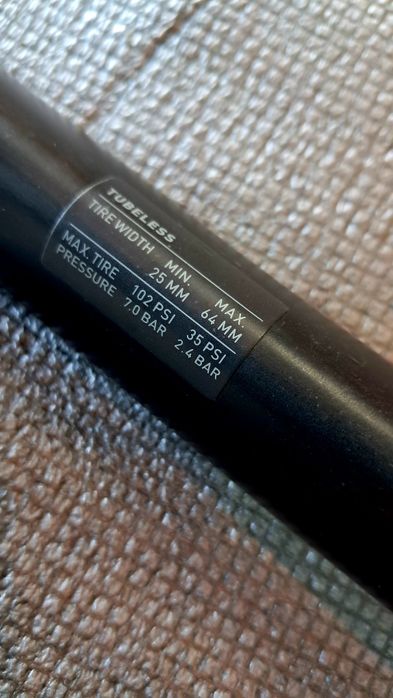 TUBELESS
TIRE WIDTH MIN. MAX.
25 MM 64 MM
MAX. TIRE 102 PSI 35 PSI
PRESSURE 7.0 BAR 2.4 BAR